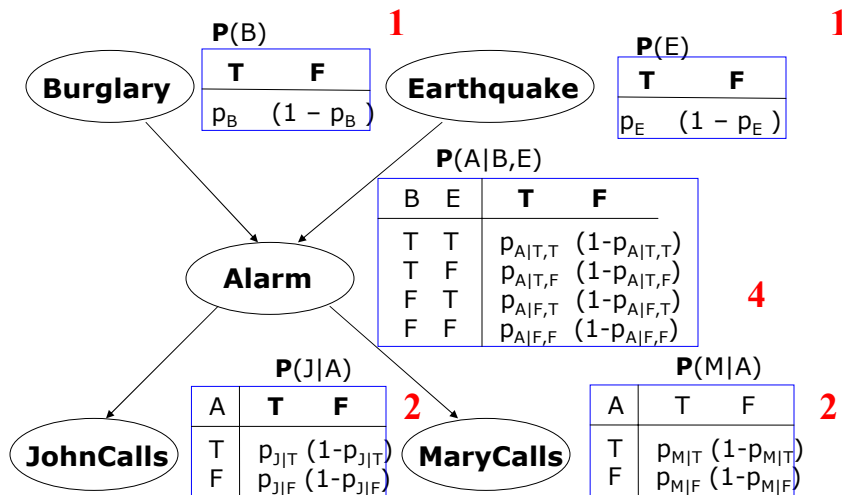 P(B) 1 1
P(E)
Burglary T F Earthquake T F
p_B (1 – p_B ) p_E (1 – p_E )
P(A|B,E)
B E T F
T T p_A|T,T (1-p_A|T,T)
Alarm T F p_A|T,F (1-p_A|T,F)
F T p_A|F,T (1-p_A|F,T) 4
F F p_A|F,F (1-p_A|F,F)
P(J|A) P(M|A)
A T F 2 A T F 2
JohnCalls T p_J|T (1-p_J|T) MaryCalls T p_M|T (1-p_M|T)
F p_J|F (1-p_J|F) F p_M|F (1-p_M|F)